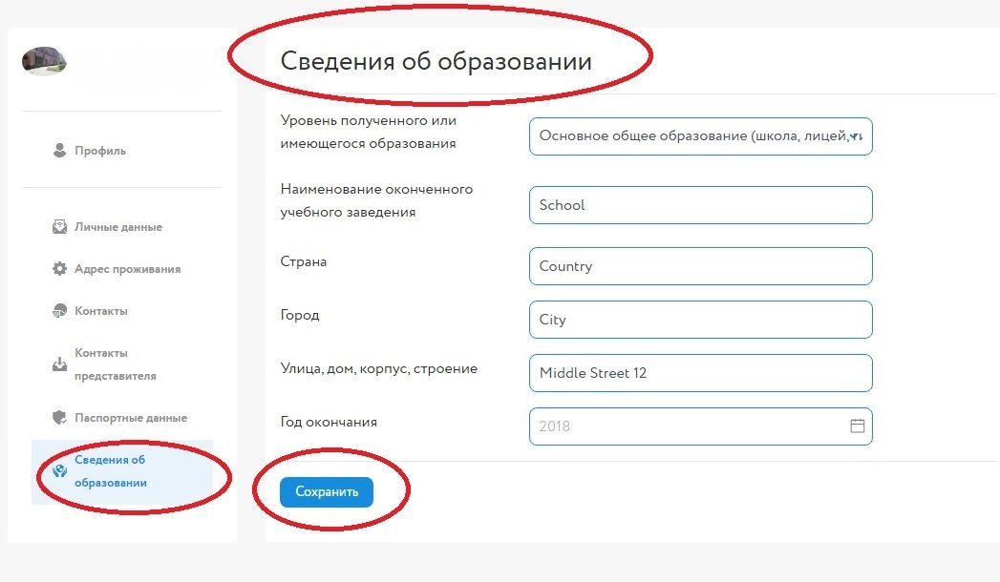 Сведения об образовании
Профиль
Личные данные
Адрес проживания
Контакты
Контакты
представителя
Паспортные данные
Сведения об
образовании
Уровень полученного или
имеющегося образования
Основное общее образование (школа, лицей,
Наименование оконченного
учебного заведения
School
Страна
Country
Город
City
Улица, дом, корпус, строение
Middle Street 12
Год окончания
2018
Сохранить